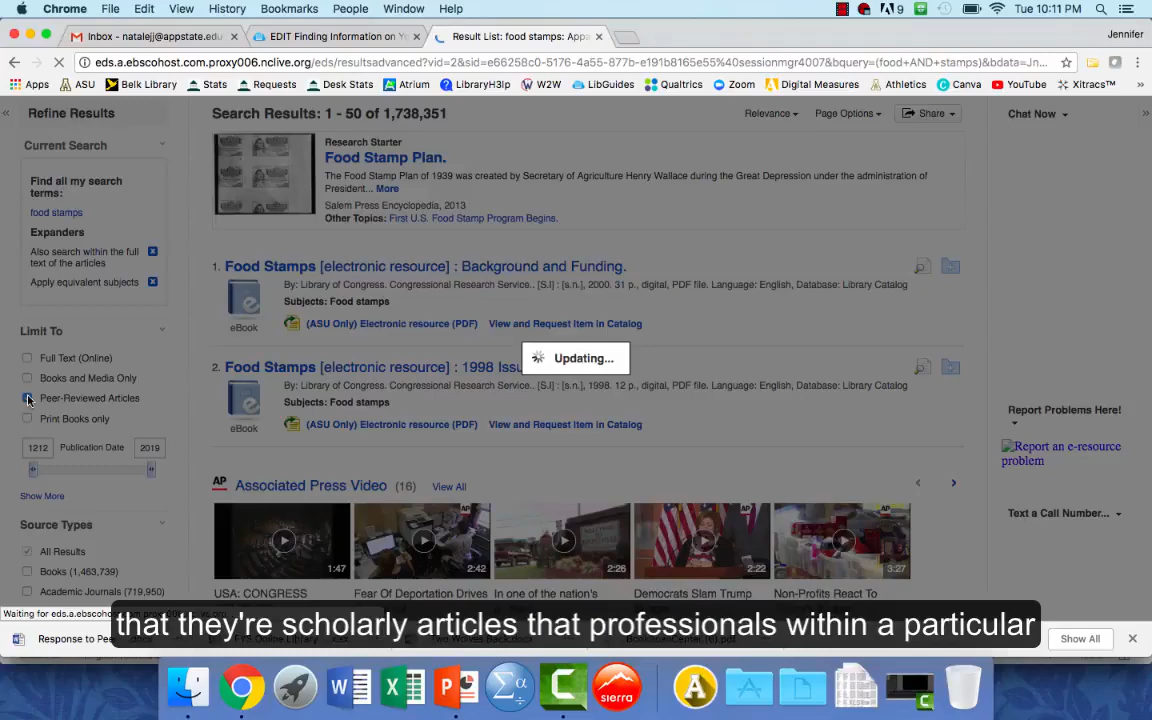 Chrome File Edit View History Bookmarks People Window Help
9 Tue 10:11 PM
Inbox - natalejj@appstate.edu
EDIT Finding Information on Yo
Result List: food stamps: Appa
Jennifer
eds.a.ebscohost.com.proxy006.nclive.org/eds/resultsadvanced?vid=2&sid=e66258c0-5176-4a55-877b-e191b8165e55%40sessionmgr4007&bquery=(food+AND+stamps)&bdata=Jn...
Apps ASU Belk Library Stats Requests Desk Stats Atrium LibraryH3lp W2W LibGuides Qualtrics Zoom Digital Measures Athletics Canva YouTube Xitracs™
Refine Results
Current Search
Find all my search
terms:
food stamps
Expanders
Also search within the full
text of the articles
Apply equivalent subjects
Limit To
Full Text (Online)
Books and Media Only
Peer-Reviewed Articles
Print Books only
1212 Publication Date 2019
Show More
Source Types
All Results
Books (1,463,739)
Academic Journals (719,950)
Search Results: 1 - 50 of 1,738,351
Relevance Page Options Share
Research Starter
Food Stamp Plan.
The Food Stamp Plan of 1939 was created by Secretary of Agriculture Henry Wallace during the Great Depression under the administration of
President... More
Salem Press Encyclopedia, 2013
Other Topics: First U.S. Food Stamp Program Begins.
1. Food Stamps [electronic resource] : Background and Funding.
By: Library of Congress. Congressional Research Service.. [S.l] : [s.n.], 2000. 31 p., digital, PDF file. Language: English, Database: Library Catalog
Subjects: Food stamps
eBook
(ASU Only) Electronic resource (PDF) View and Request Item in Catalog
Updating...
2. Food Stamps [electronic resource] : 1998 Issu
By: Library of Congress. Congressional Research Service.. [S.l] : [s.n.], 1998. 12 p., digital, PDF file. Language: English, Database: Library Catalog
Subjects: Food stamps
eBook
(ASU Only) Electronic resource (PDF) View and Request Item in Catalog
AP Associated Press Video (16) View All
1:47
AP 2:42
2:26
AP 2:22
3:27
USA: CONGRESS
Fear Of Deportation Drives
In one of the nation's
Democrats Slam Trump
Non-Profits React To
Chat Now
Report Problems Here!
Report an e-resource
problem
Text a Call Number...
Waiting for eds.a.ebscohost.com
Response to Pee
Show All
that they're scholarly articles that professionals within a particular
sierra